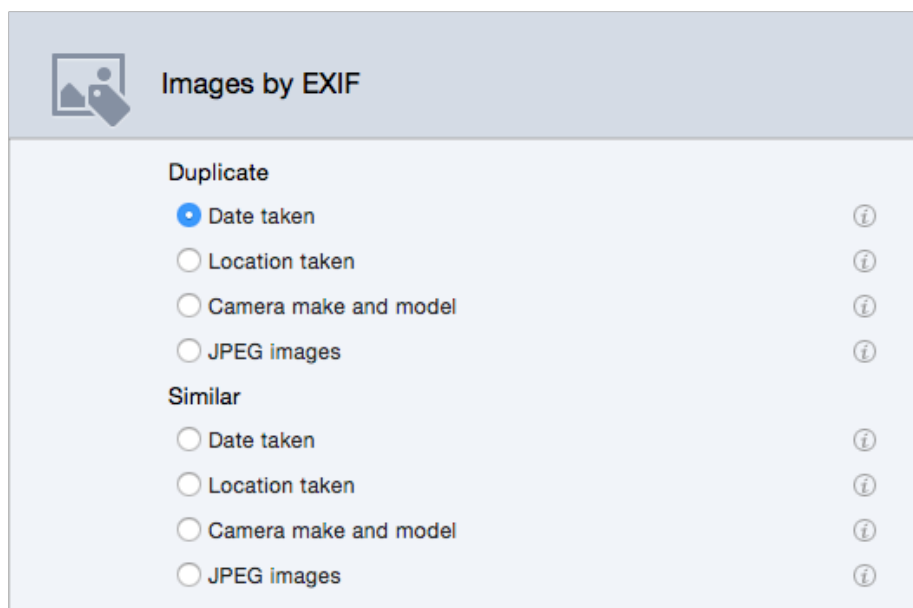 Images by EXIF
Duplicate
Date taken
Location taken
Camera make and model
JPEG images
Similar
Date taken
Location taken
Camera make and model
JPEG images